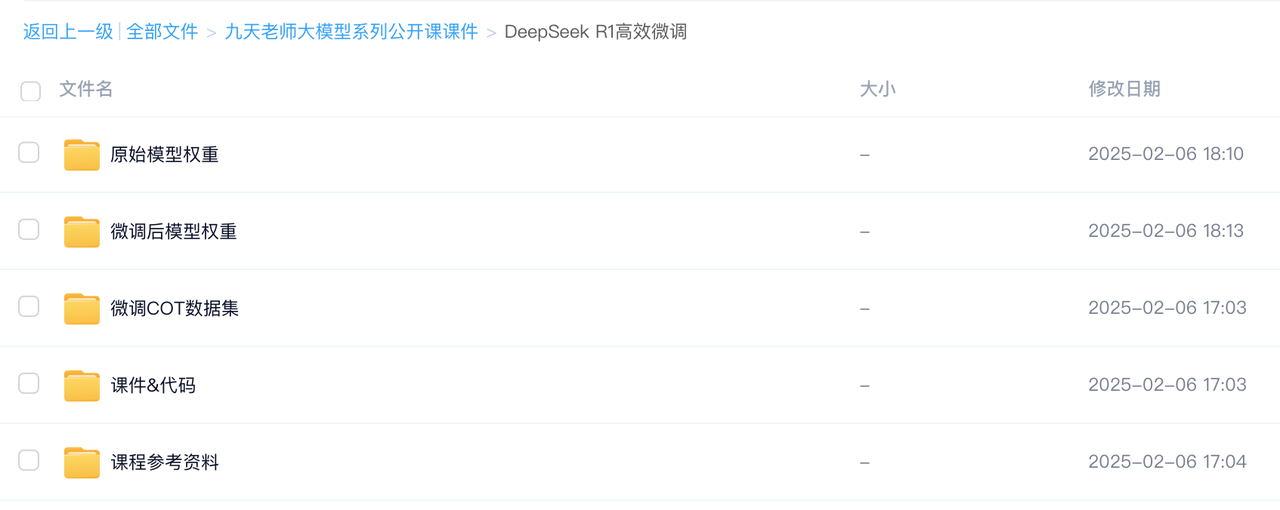 返回上一级 | 全部文件 > 九天老师大模型系列公开课课件 > DeepSeek R1高效微调
文件名 大小 修改日期
原始模型权重 – 2025-02-06 18:10
微调后模型权重 – 2025-02-06 18:13
微调COT数据集 – 2025-02-06 17:03
课件&代码 – 2025-02-06 17:03
课程参考资料 – 2025-02-06 17:04